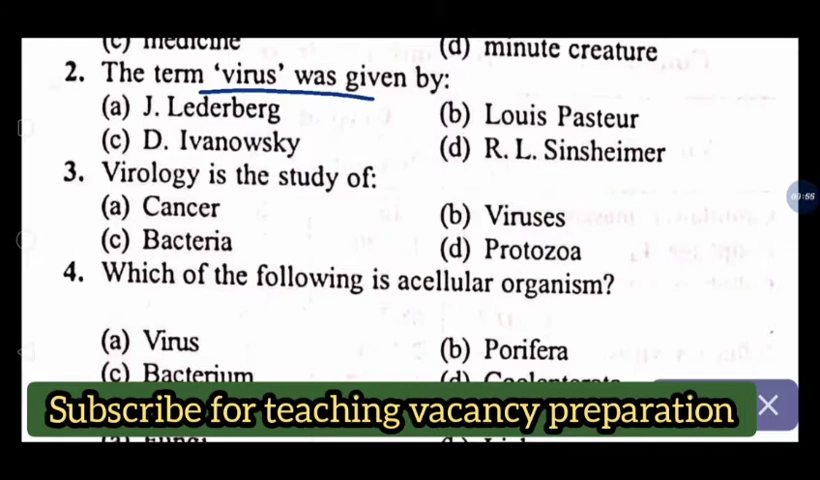 (c) medicine (d) minute creature
2. The term ‘virus’ was given by:
(a) J. Lederberg (b) Louis Pasteur
(c) D. Ivanowsky (d) R. L. Sinsheimer
3. Virology is the study of:
(a) Cancer (b) Viruses
(c) Bacteria (d) Protozoa
4. Which of the following is acellular organism?
(a) Virus (b) Porifera
(c) Bacterium (d)
Subscribe for teaching vacancy preparation